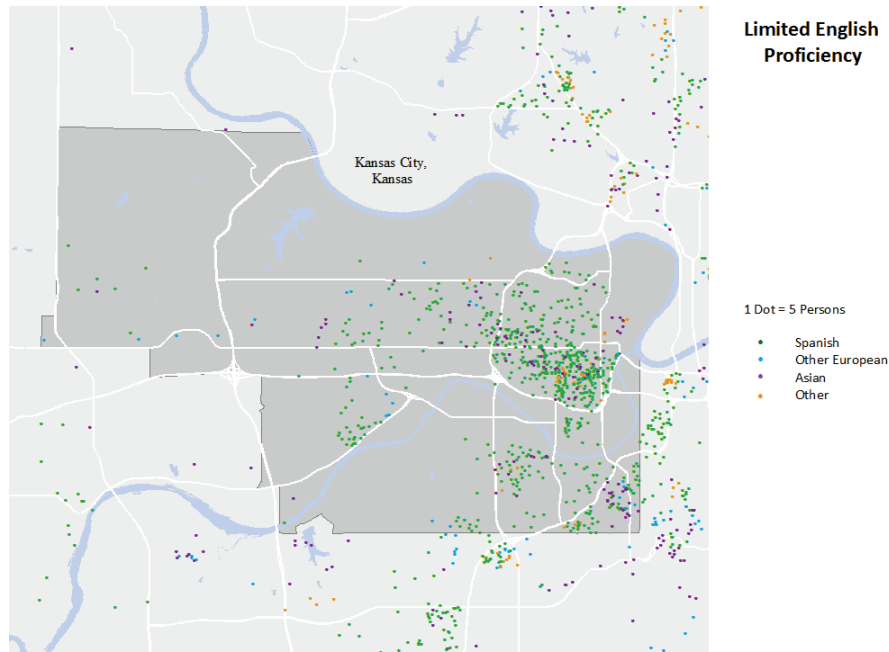 Limited English
Proficiency
Kansas City,
Kansas
1 Dot = 5 Persons
Spanish
Other European
Asian
Other